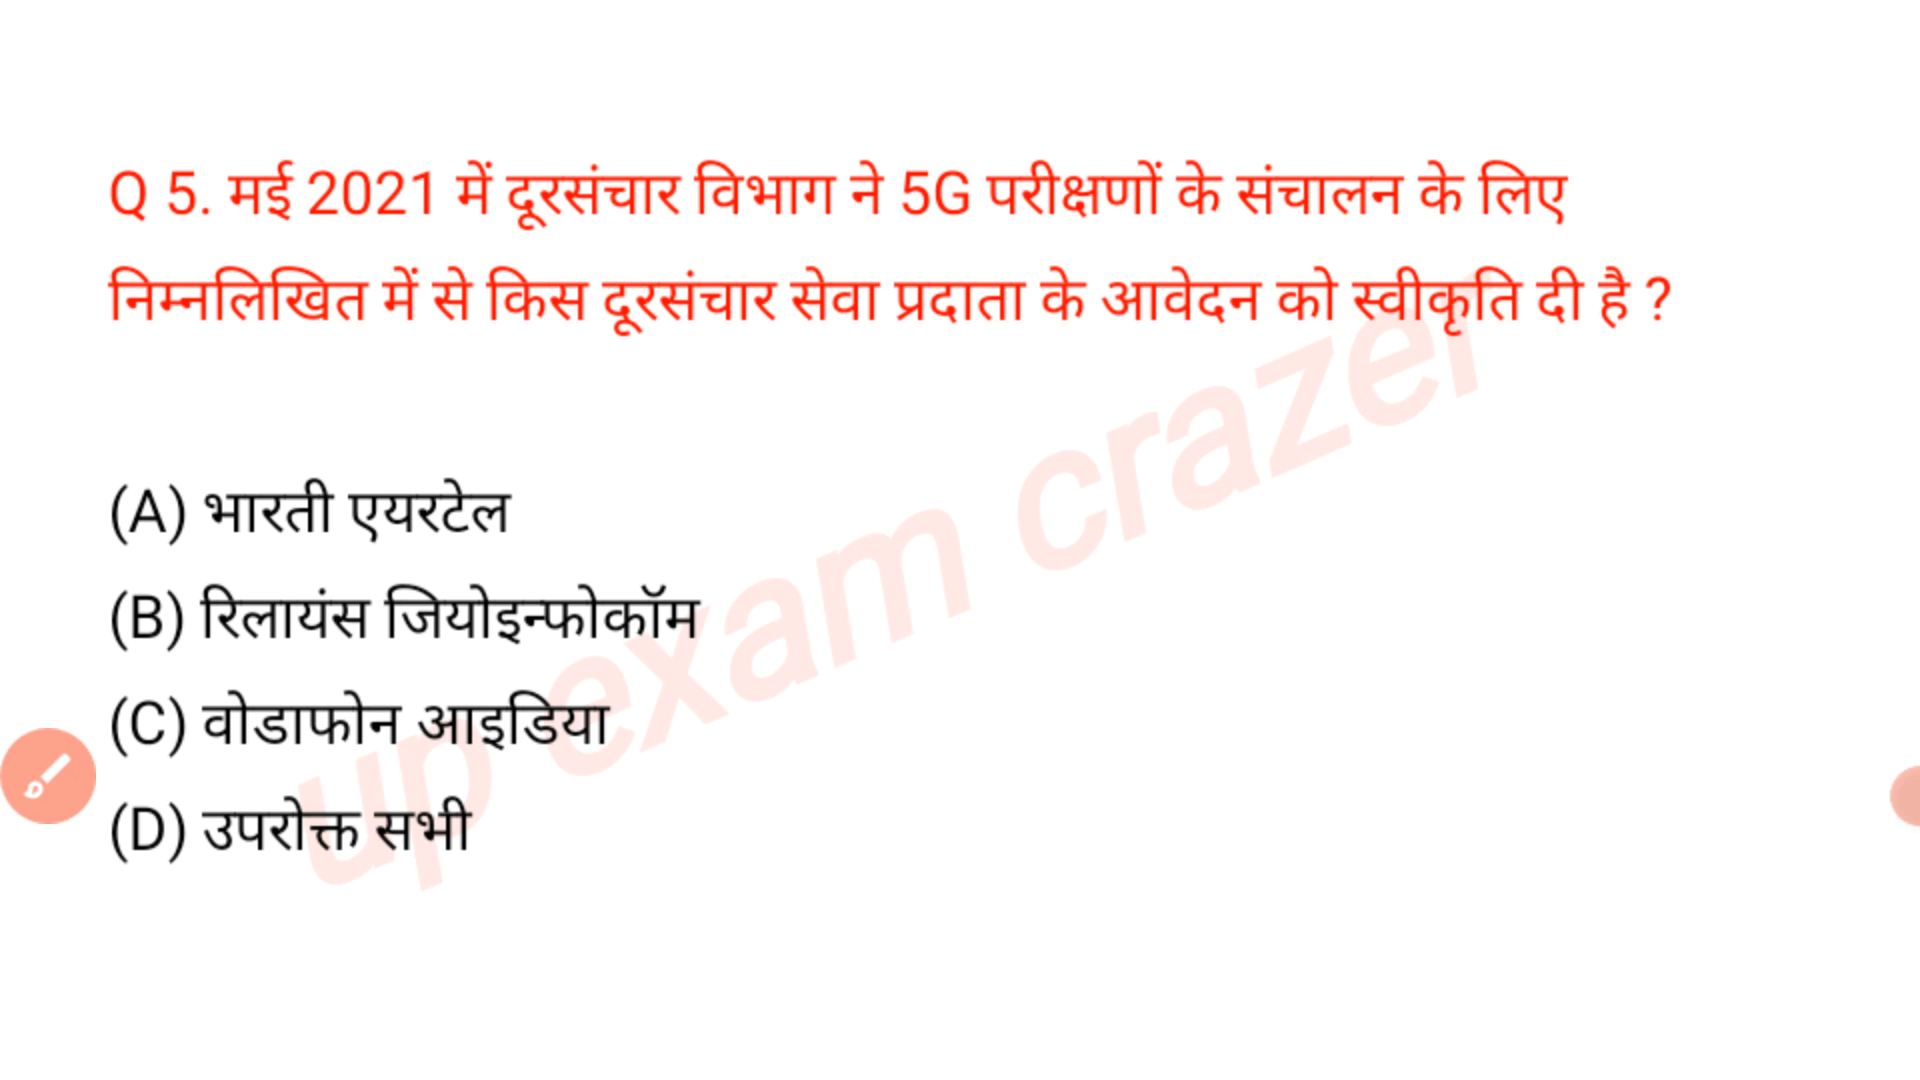 Q 5. मई 2021 में दूरसंचार विभाग ने 5G परीक्षणों के संचालन के लिए
निम्नलिखित में से किस दूरसंचार सेवा प्रदाता के आवेदन को स्वीकृति दी है ?
(A) भारती एयरटेल
(B) रिलायंस जियोइन्फोकॉम
(C) वोडाफोन आइडिया
(D) उपरोक्त सभी
up exam crazer